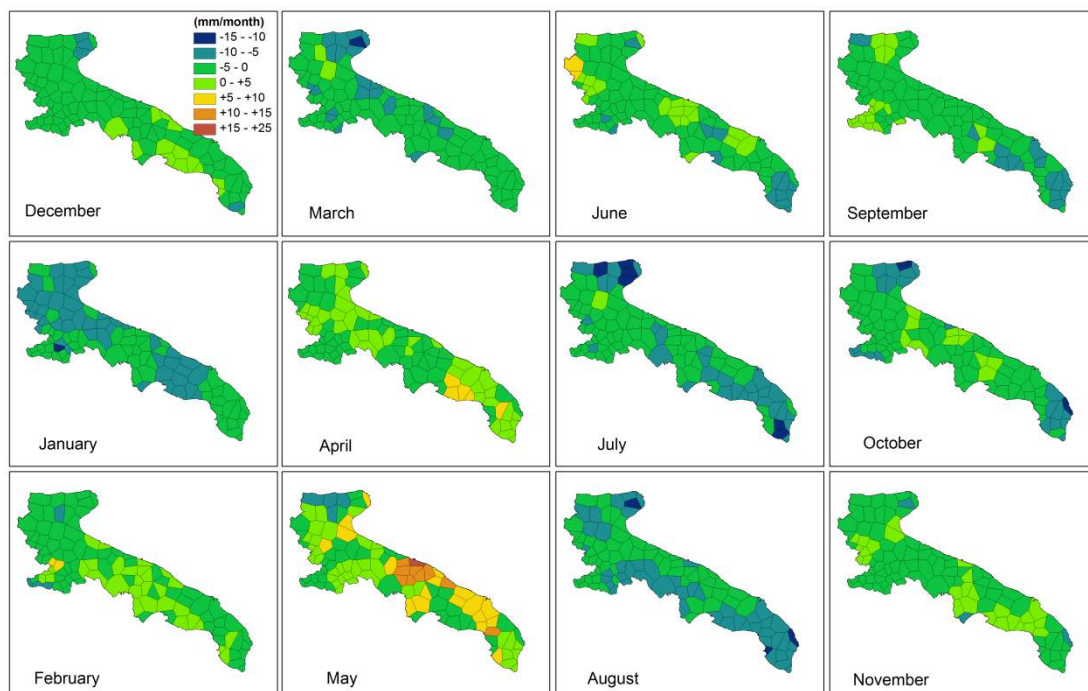 (mm/month)
-15 - -10
-10 - -5
-5 - 0
0 - +5
+5 - +10
+10 - +15
+15 - +25
December
March
June
September
January
April
July
October
February
May
August
November